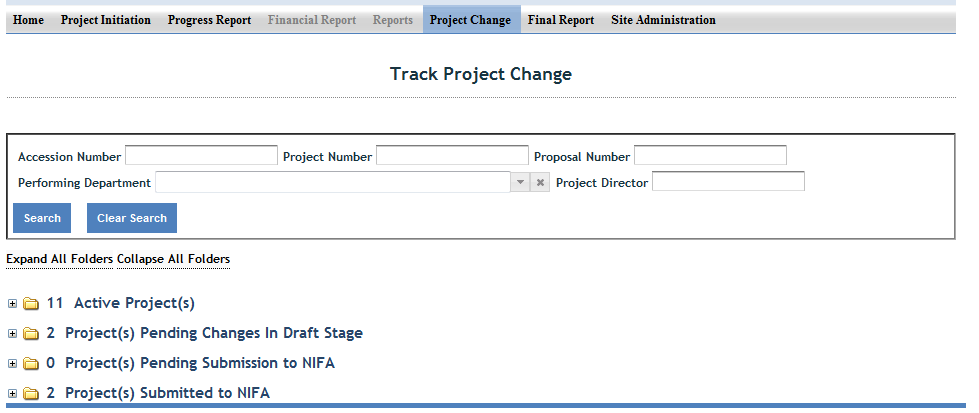 Home Project Initiation Progress Report Financial Report Reports Project Change Final Report Site Administration
Track Project Change
Accession Number Project Number Proposal Number
Performing Department Project Director
Search Clear Search
Expand All Folders Collapse All Folders
11 Active Project(s)
2 Project(s) Pending Changes In Draft Stage
0 Project(s) Pending Submission to NIFA
2 Project(s) Submitted to NIFA